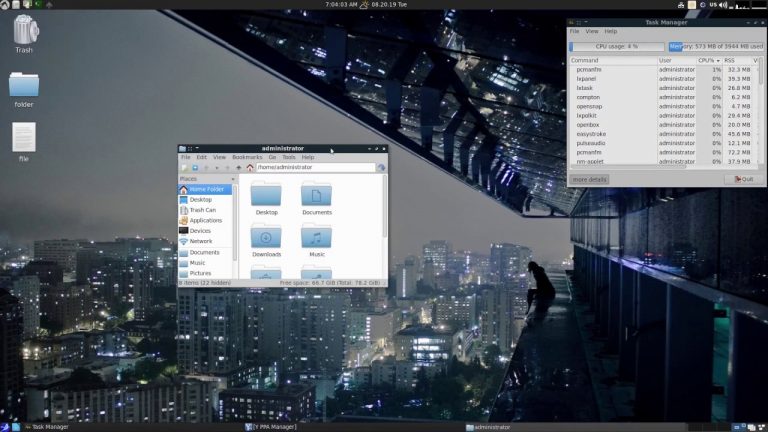 7:04:03 AM
08.20.19 Tue
US
Trash
folder
file
Task Manager
File View Help
CPU usage: 4 %
Memory: 573 MB of 3944 MB used
Command User CPU% RSS
pcmanfm administrator 1% 32.3 MB
lxpanel administrator 0% 39.3 MB
lxtask administrator 0% 26.8 MB
compton administrator 0% 6.2 MB
opensnap administrator 0% 4.7 MB
lxpolkit administrator 0% 29.4 MB
openbox administrator 0% 20.0 MB
easystroke administrator 0% 45.6 MB
pulseaudio administrator 0% 12.1 MB
pcmanfm administrator 0% 72.2 MB
nm-applet administrator 0% 37.9 MB
more details
Quit
administrator
File Edit View Bookmarks Go Tools Help
/home/administrator
Places
Home Folder
Desktop
Trash Can
Applications
Devices
Network
Documents
Music
Pictures
Desktop Documents
Downloads Music
8 items (22 hidden)
Free space: 66.7 GiB (Total: 78.2 GiB)
Task Manager
[Y PPA Manager]
administrator